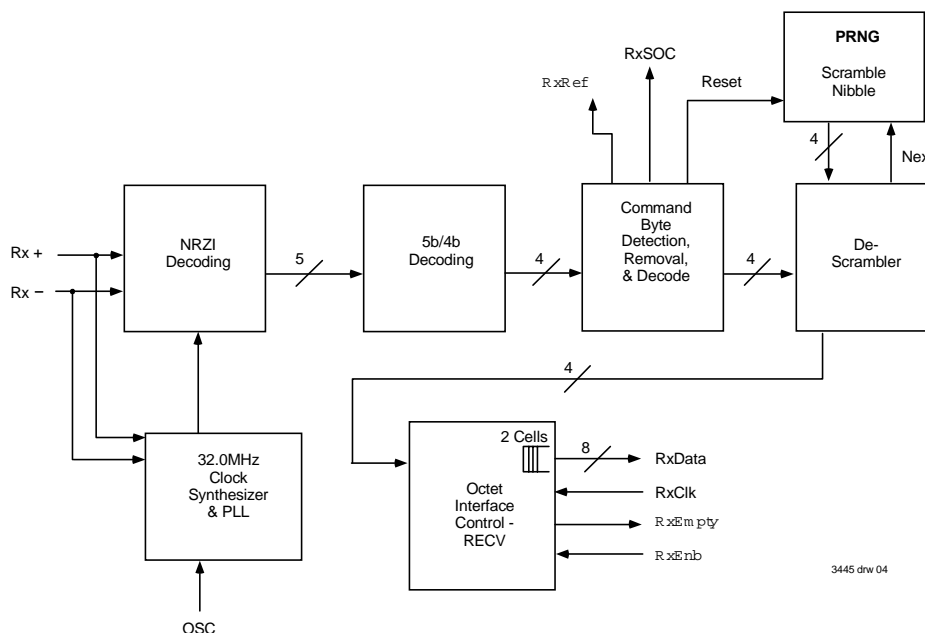 PRNG
Scramble
Nibble
RxSOC
RxRef
Reset
4
Nex
Rx +
Rx −
NRZI
Decoding
5
5b/4b
Decoding
4
Command
Byte
Detection,
Removal,
& Decode
4
De-
Scrambler
4
32.0MHz
Clock
Synthesizer
& PLL
OSC
2 Cells
Octet
Interface
Control -
RECV
8
RxData
RxClk
RxEmpty
RxEnb
3445 drw 04